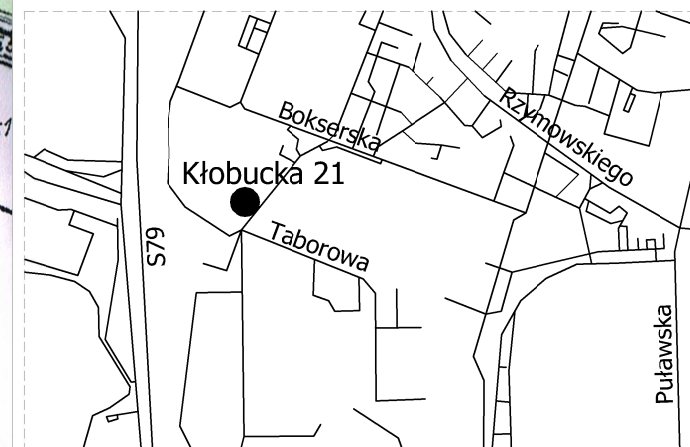 Rzymowskiego
Bokserska
Kłobucka 21
Taborowa
S79
Puławska